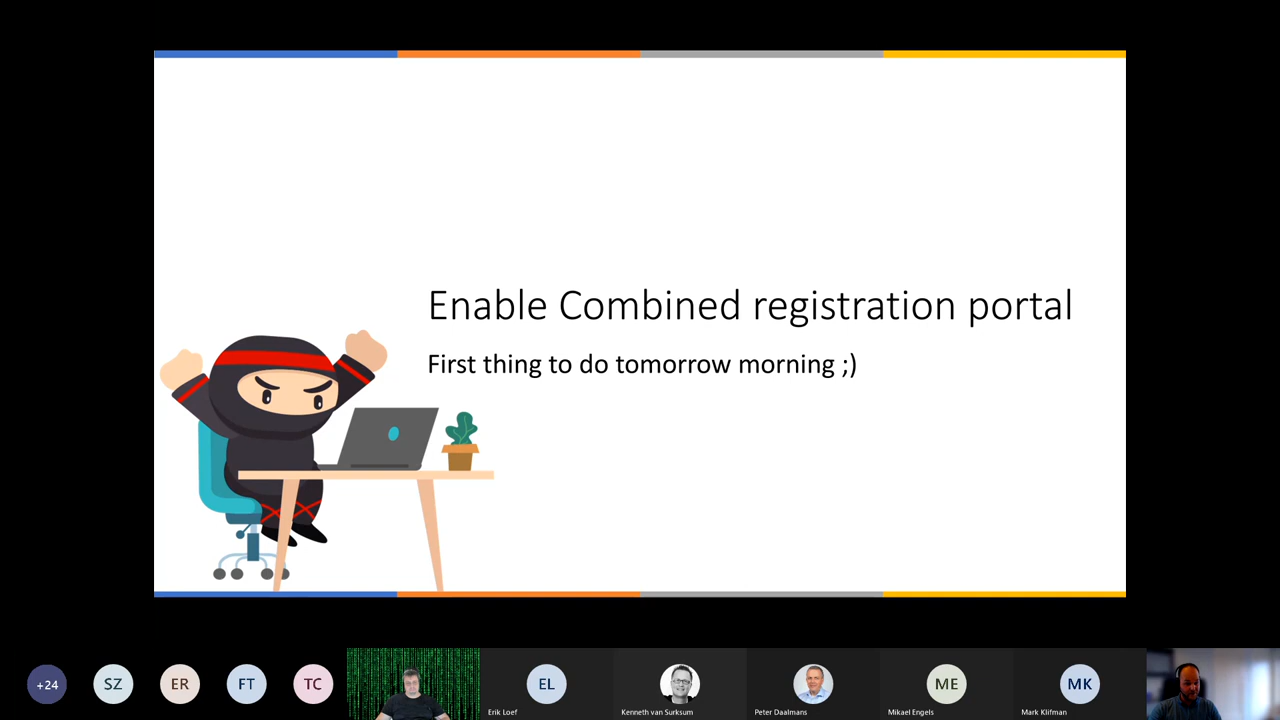 Enable Combined registration portal
First thing to do tomorrow morning ;)
+24
SZ
ER
FT
TC
EL
ME
MK
Erik Loef
Kenneth van Surksum
Peter Daalmans
Mikael Engels
Mark Klifman